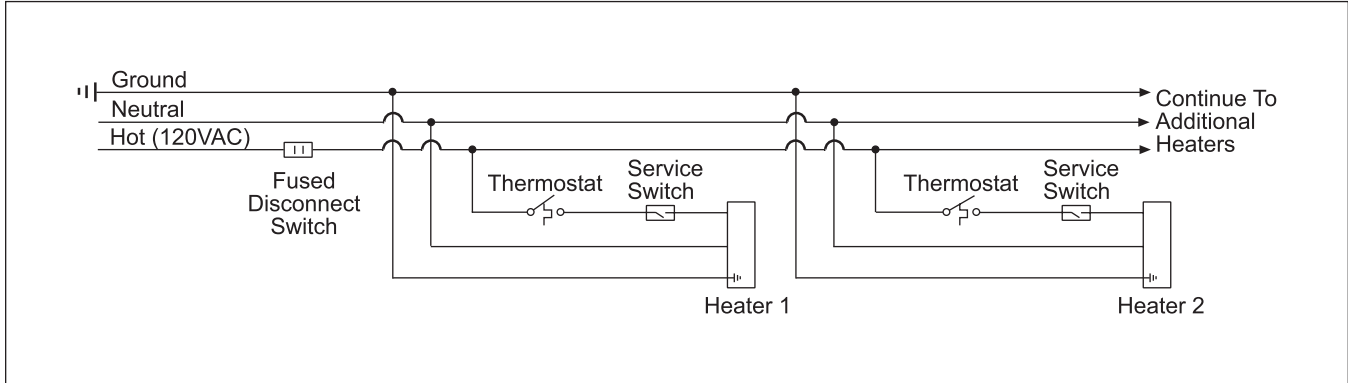 Ground
Neutral
Hot (120VAC)
Continue To
Additional
Heaters
Fused
Disconnect
Switch
Thermostat
Service
Switch
Thermostat
Service
Switch
Heater 1
Heater 2